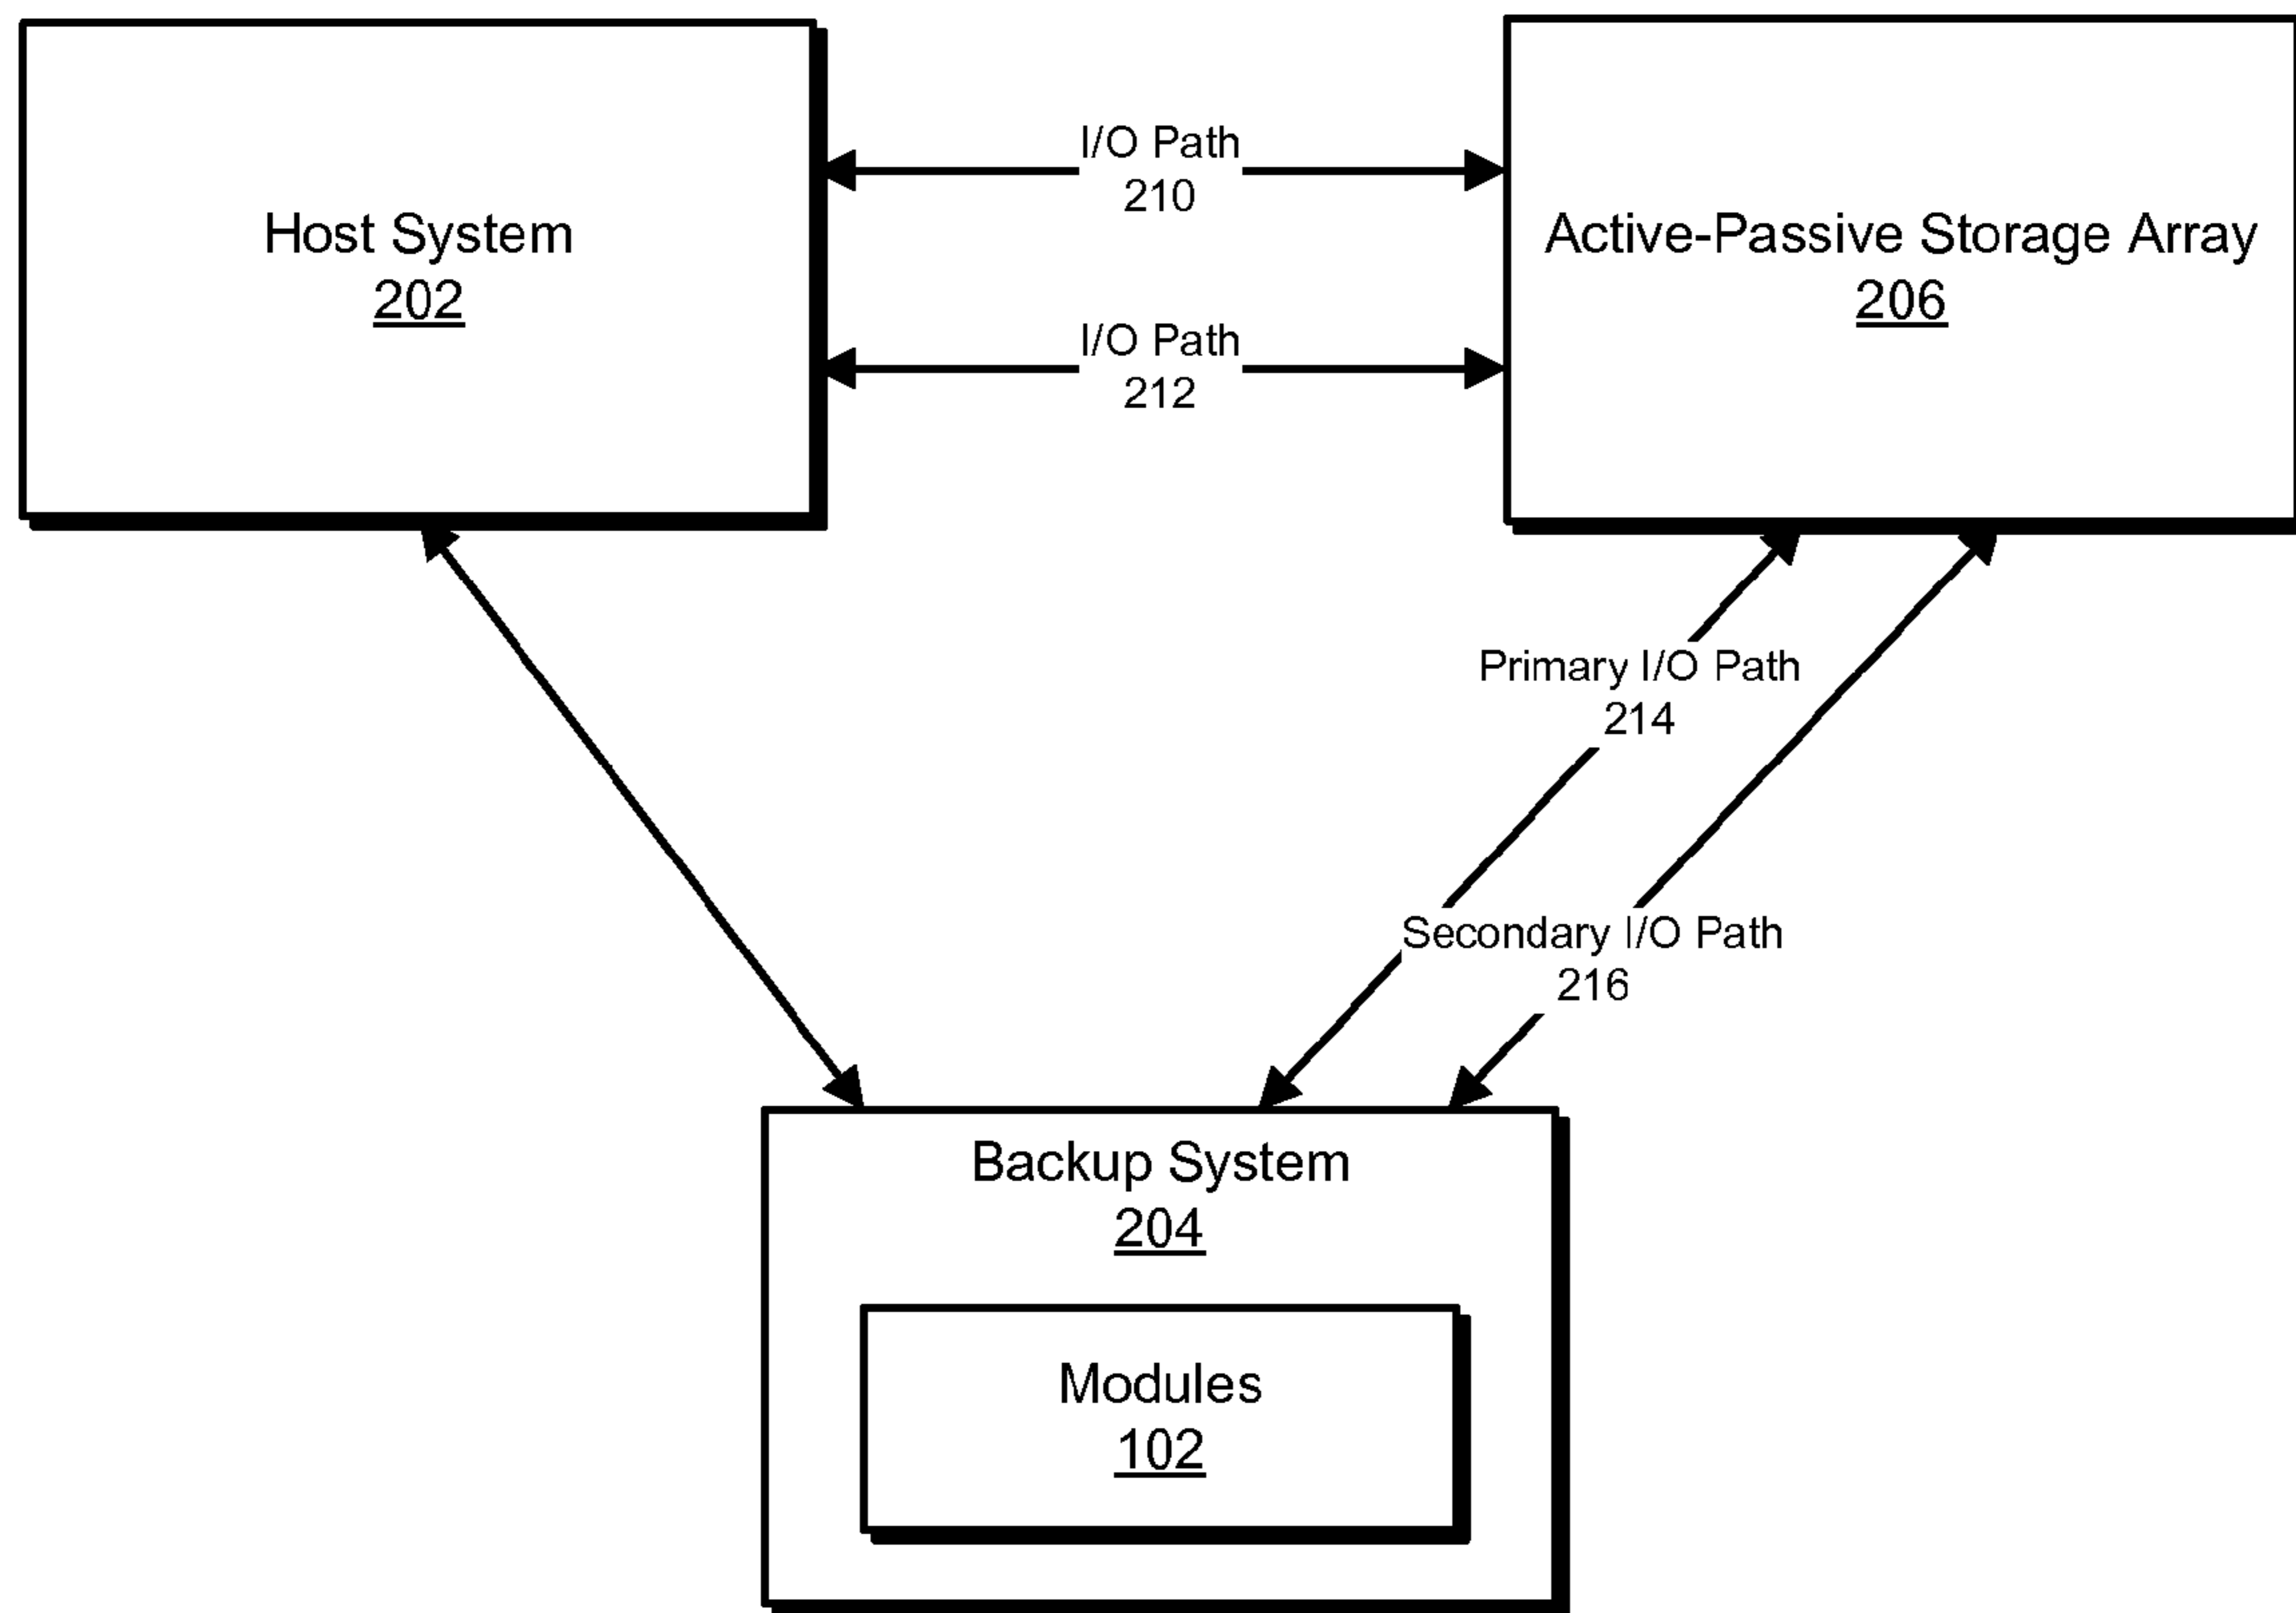 Host System
202
I/O Path
210
I/O Path
212
Active-Passive Storage Array
206
Primary I/O Path
214
Secondary I/O Path
216
Backup System
204
Modules
102